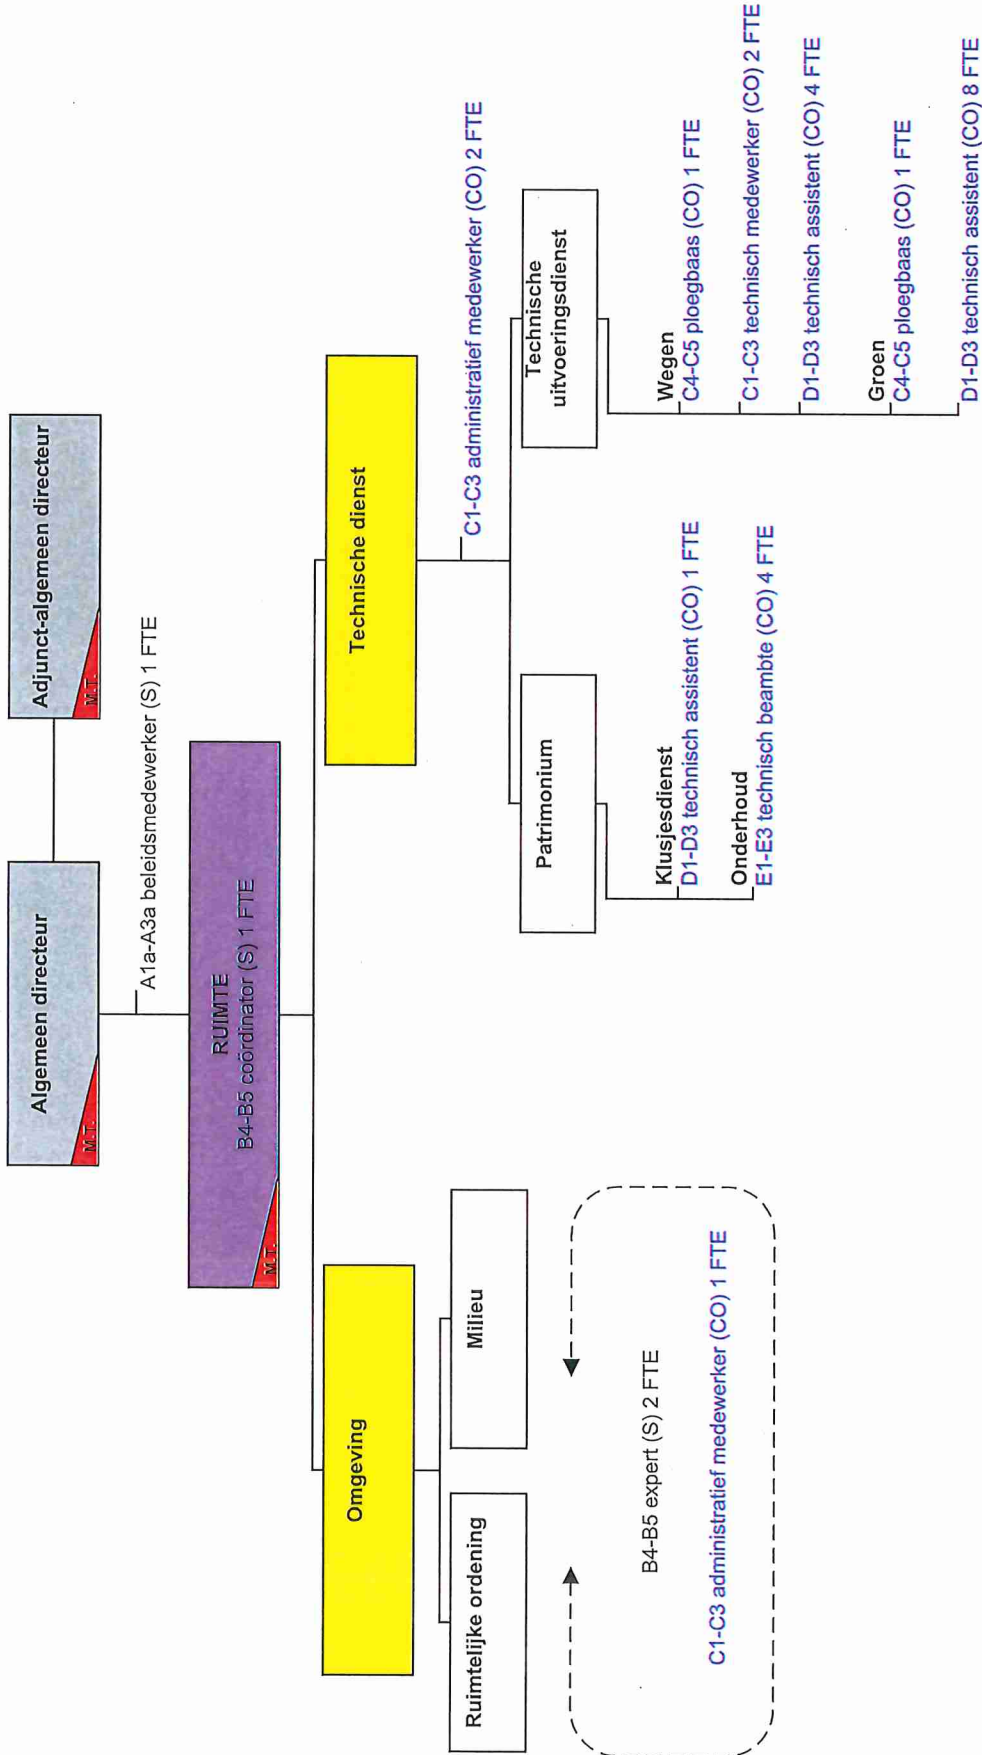 Algemeen directeur
M.T.
Adjunct-algemeen directeur
M.T.
A1a-A3a beleidsmedewerker (S) 1 FTE
RUIMTE
B4-B5 coördinator (S) 1 FTE
M.T.
Omgeving
Technische dienst
C1-C3 administratief medewerker (CO) 2 FTE
Ruimtelijke ordening
Milieu
B4-B5 expert (S) 2 FTE
C1-C3 administratief medewerker (CO) 1 FTE
Patrimonium
Klusjesdienst
D1-D3 technisch assistent (CO) 1 FTE
Onderhoud
E1-E3 technisch beambte (CO) 4 FTE
Technische
uitvoeringsdienst
Wegen
C4-C5 ploegbaas (CO) 1 FTE
C1-C3 technisch medewerker (CO) 2 FTE
D1-D3 technisch assistent (CO) 4 FTE
Groen
C4-C5 ploegbaas (CO) 1 FTE
D1-D3 technisch assistent (CO) 8 FTE